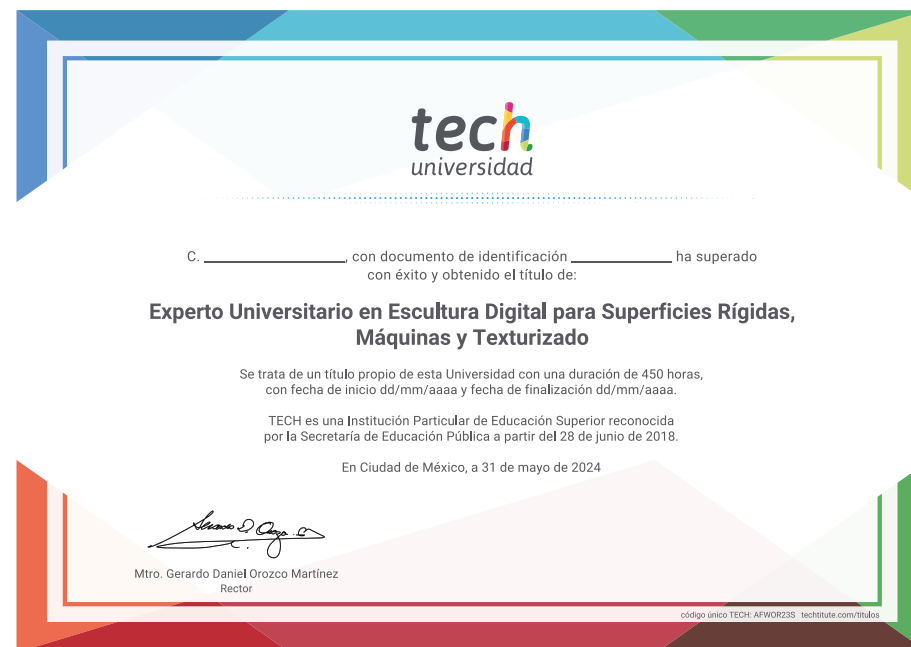 tech
universidad
C. ____________________, con documento de identificación ______________ ha superado
con éxito y obtenido el título de:
Experto Universitario en Escultura Digital para Superficies Rígidas,
Máquinas y Texturizado
Se trata de un título propio de esta Universidad con una duración de 450 horas,
con fecha de inicio dd/mm/aaaa y fecha de finalización dd/mm/aaaa.
TECH es una Institución Particular de Educación Superior reconocida
por la Secretaría de Educación Pública a partir del 28 de junio de 2018.
En Ciudad de México, a 31 de mayo de 2024
Mtro. Gerardo Daniel Orozco Martínez
Rector
código único TECH: AFWOR23S techtitute.com/titulos